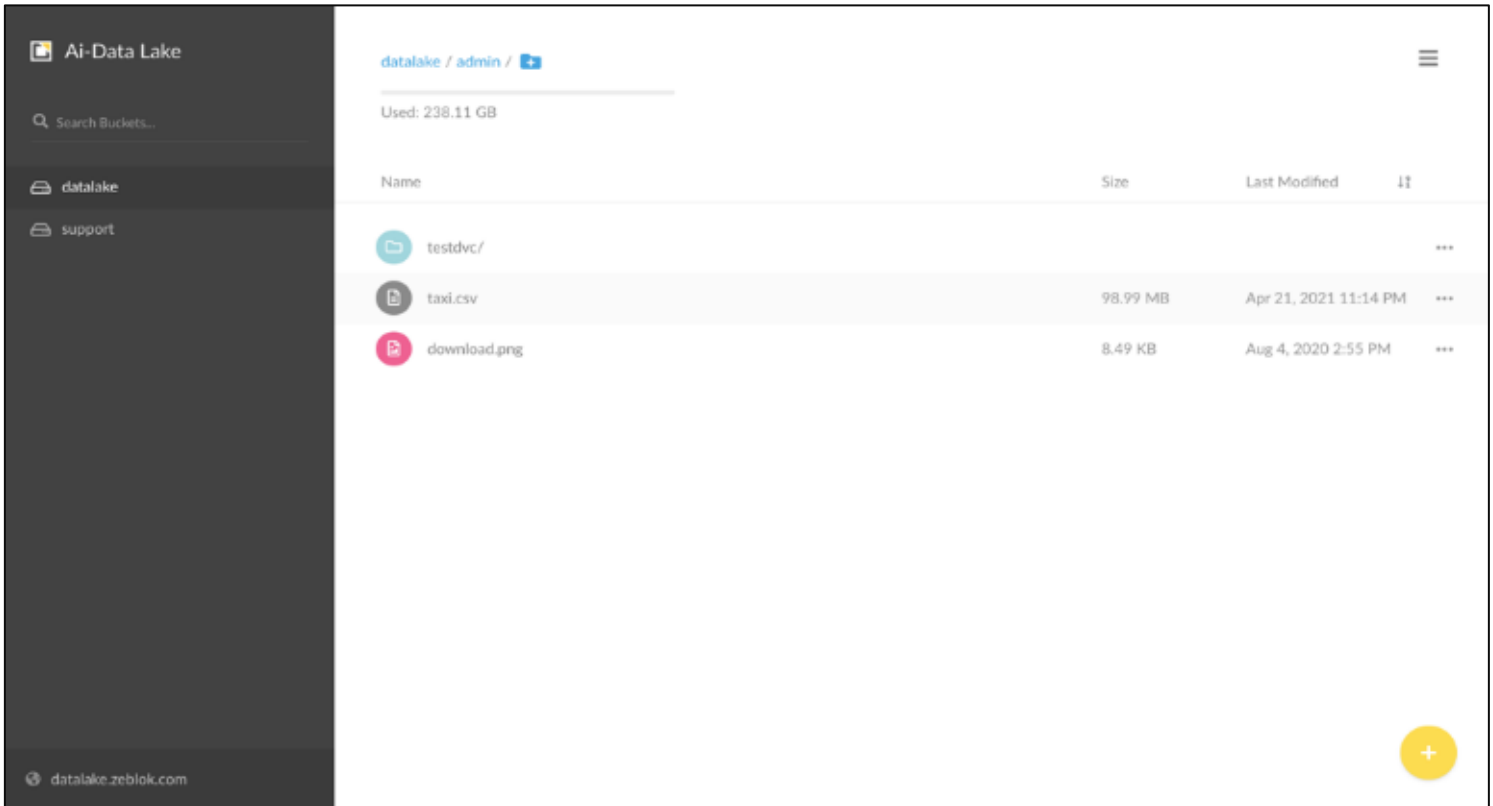 Ai-Data Lake
Search Buckets...
datalake
support
datalake.zeblok.com
datalake / admin /
Used: 238.11 GB
Name Size Last Modified
testdvc/
taxi.csv 98.99 MB Apr 21, 2021 11:14 PM
download.png 8.49 KB Aug 4, 2020 2:55 PM